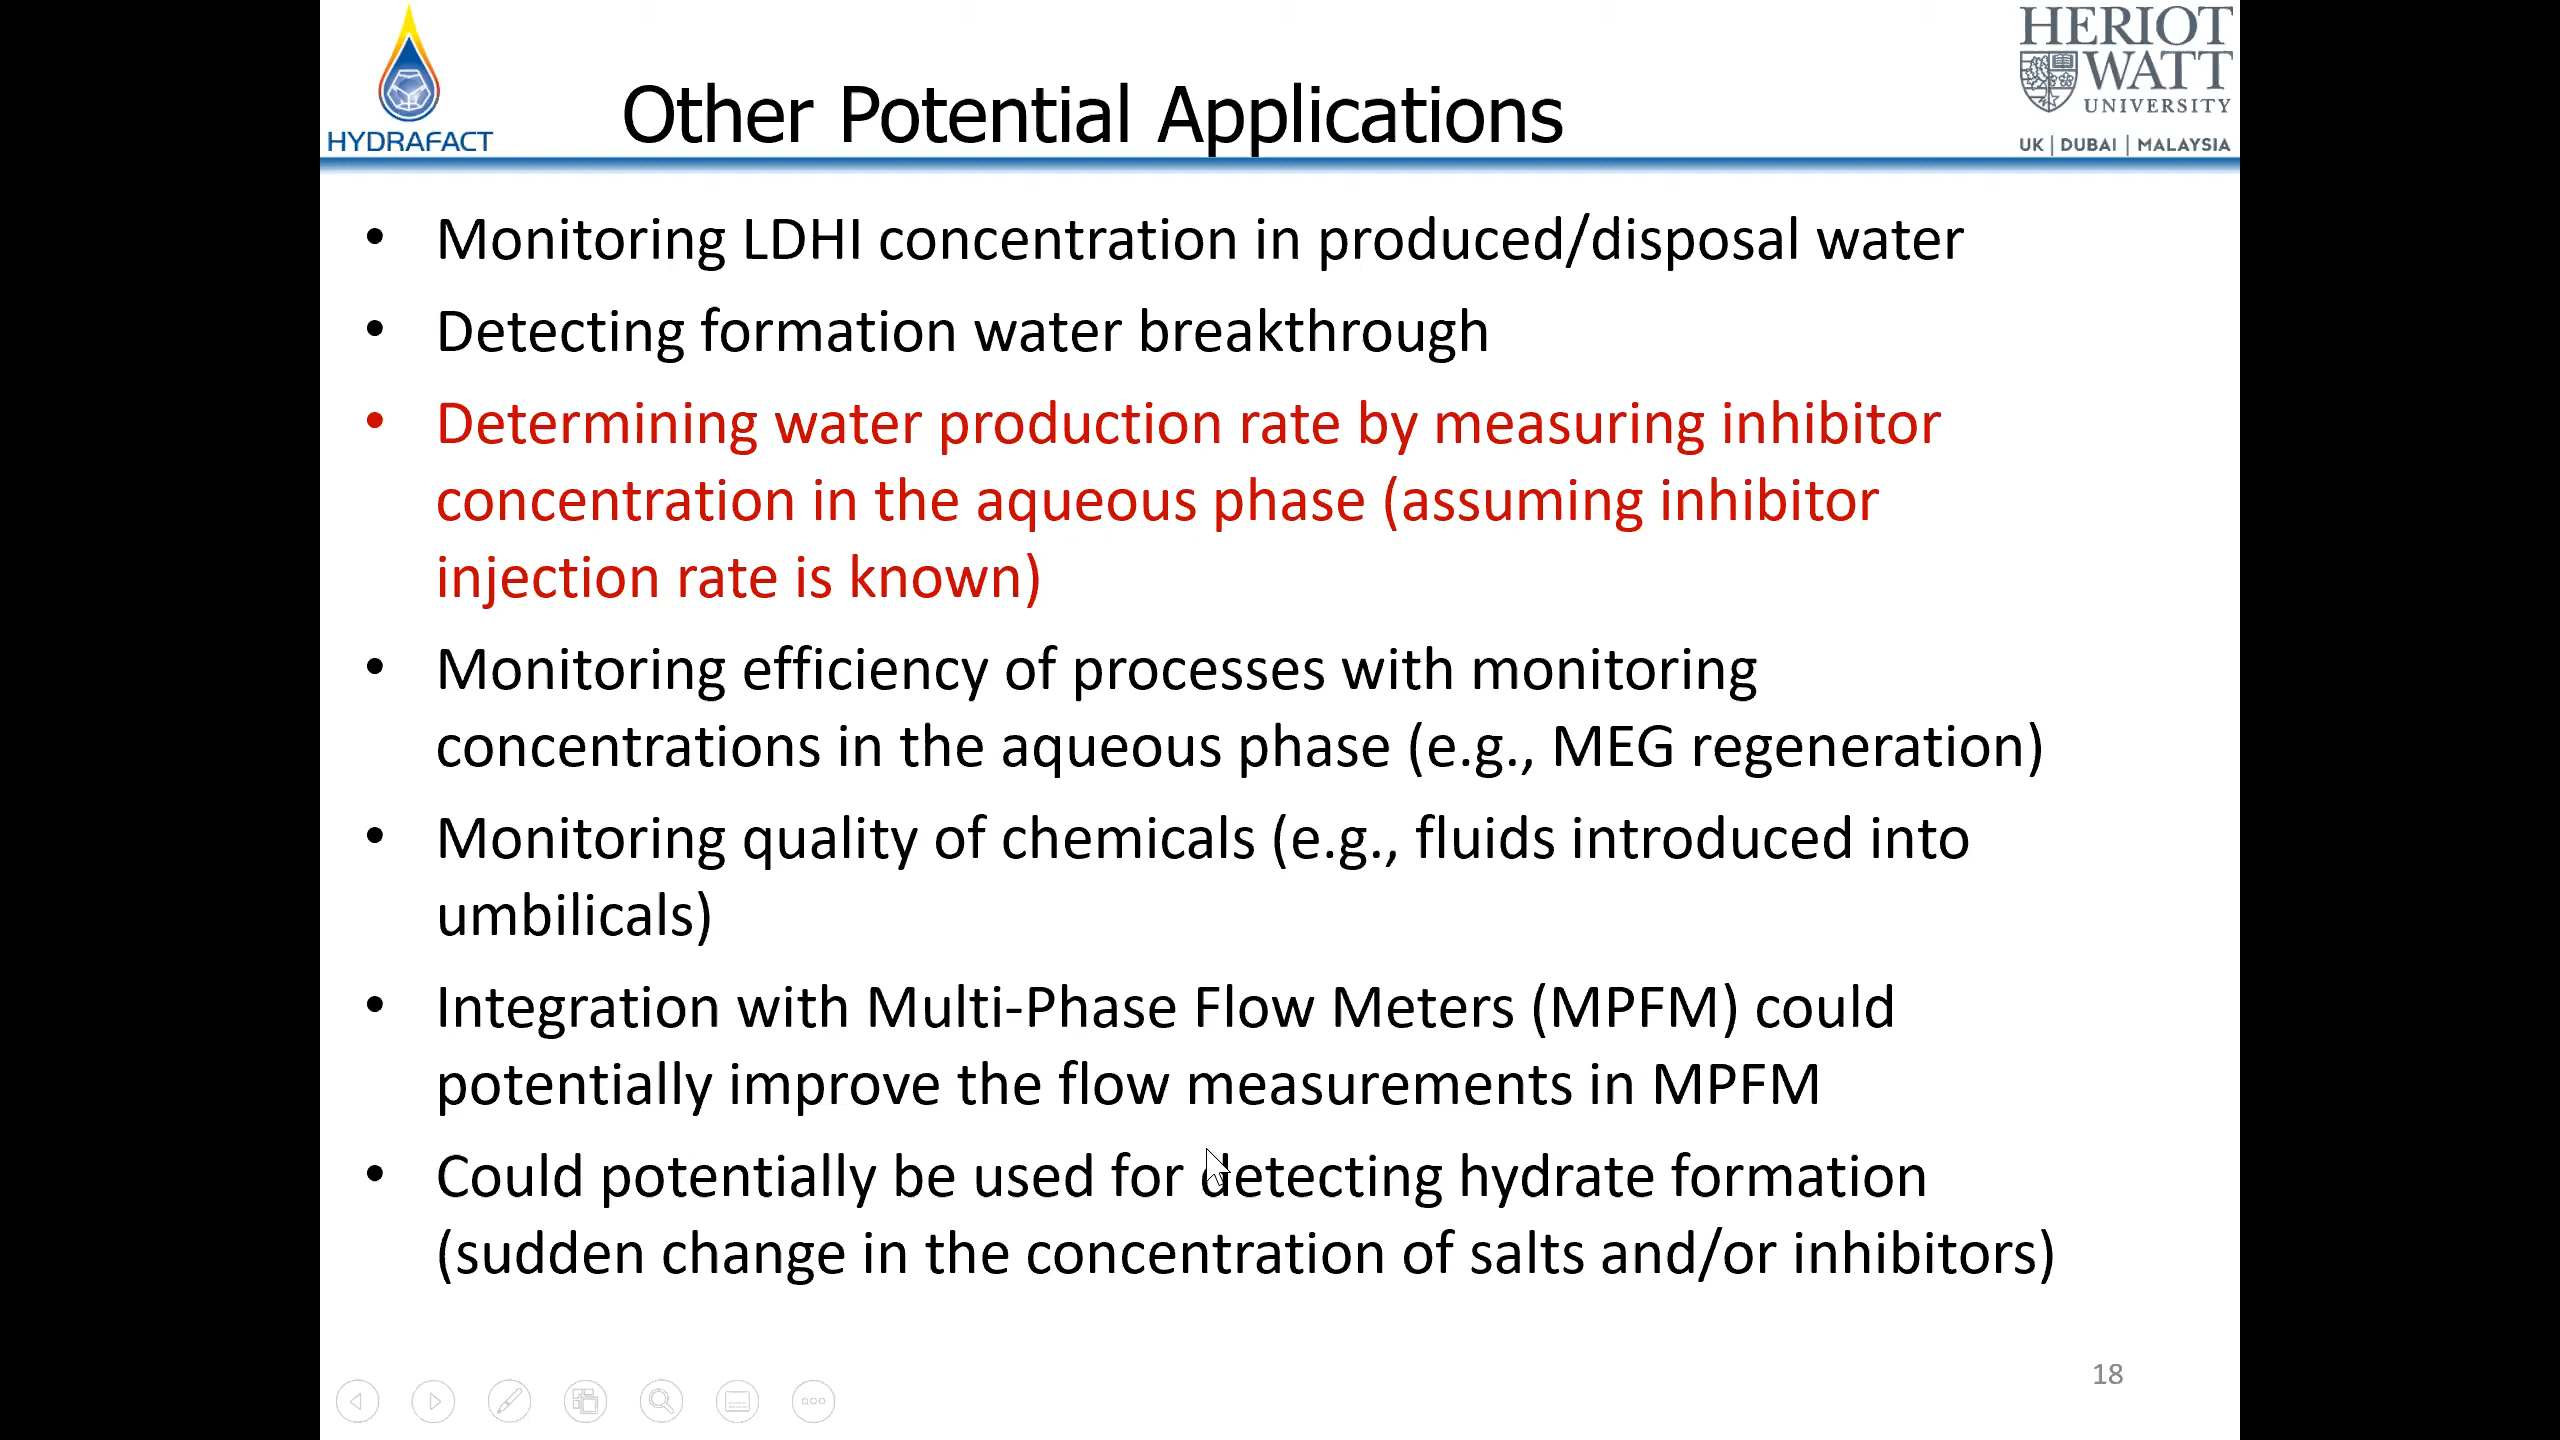 HYDRAFACT
Other Potential Applications
HERIOT
WATT
UNIVERSITY
UK | DUBAI | MALAYSIA
• Monitoring LDHI concentration in produced/disposal water
• Detecting formation water breakthrough
• Determining water production rate by measuring inhibitor
concentration in the aqueous phase (assuming inhibitor
injection rate is known)
• Monitoring efficiency of processes with monitoring
concentrations in the aqueous phase (e.g., MEG regeneration)
• Monitoring quality of chemicals (e.g., fluids introduced into
umbilicals)
• Integration with Multi-Phase Flow Meters (MPFM) could
potentially improve the flow measurements in MPFM
• Could potentially be used for detecting hydrate formation
(sudden change in the concentration of salts and/or inhibitors)
18